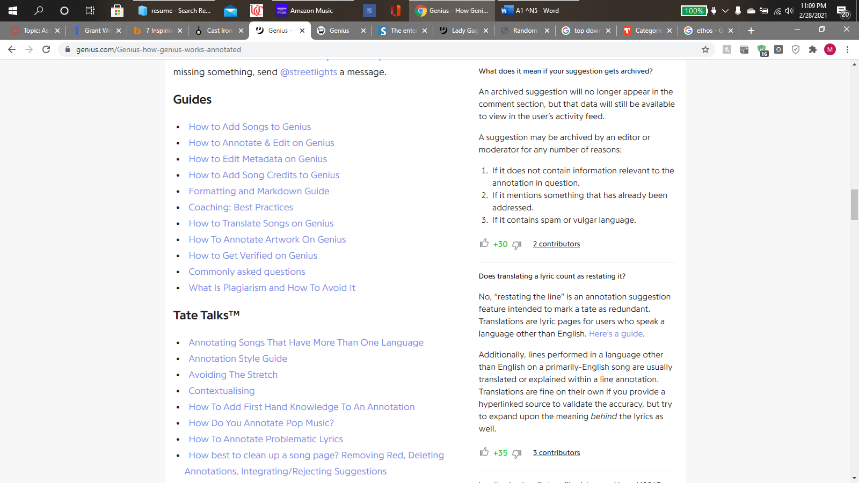 resume - Search Re...
Amazon Music
Genius - How Geni...
A1 ^N5 - Word
100%
11:09 PM
2/28/2021
20
Topic: As
Grant Wr
7 Inspirin
Cast Iron
Genius –
Genius
The enter
Lady Gag
Random
top down
Categorie
ethos - G
genius.com/Genius-how-genius-works-annotated
16
M
missing something, send @streetlights a message.
Guides
How to Add Songs to Genius
How to Annotate & Edit on Genius
How to Edit Metadata on Genius
How to Add Song Credits to Genius
Formatting and Markdown Guide
Coaching: Best Practices
How to Translate Songs on Genius
How To Annotate Artwork On Genius
How to Get Verified on Genius
Commonly asked questions
What Is Plagiarism and How To Avoid It
Tate Talks™
Annotating Songs That Have More Than One Language
Annotation Style Guide
Avoiding The Stretch
Contextualising
How To Add First Hand Knowledge To An Annotation
How Do You Annotate Pop Music?
How To Annotate Problematic Lyrics
How best to clean up a song page? Removing Red, Deleting
Annotations, Integrating/Rejecting Suggestions
What does it mean if your suggestion gets archived?
An archived suggestion will no longer appear in the
comment section, but that data will still be available
to view in the user's activity feed.
A suggestion may be archived by an editor or
moderator for any number of reasons:
1. If it does not contain information relevant to the
annotation in question.
2. If it mentions something that has already been
addressed.
3. If it contains spam or vulgar language.
+30 2 contributors
Does translating a lyric count as restating it?
No, “restating the line” is an annotation suggestion
feature intended to mark a tate as redundant.
Translations are lyric pages for users who speak a
language other than English. Here's a guide.
Additionally, lines performed in a language other
than English on a primarily-English song are usually
translated or explained within a line annotation.
Translations are fine on their own if you provide a
hyperlinked source to validate the accuracy, but try
to expand upon the meaning behind the lyrics as
well.
+39 3 contributors